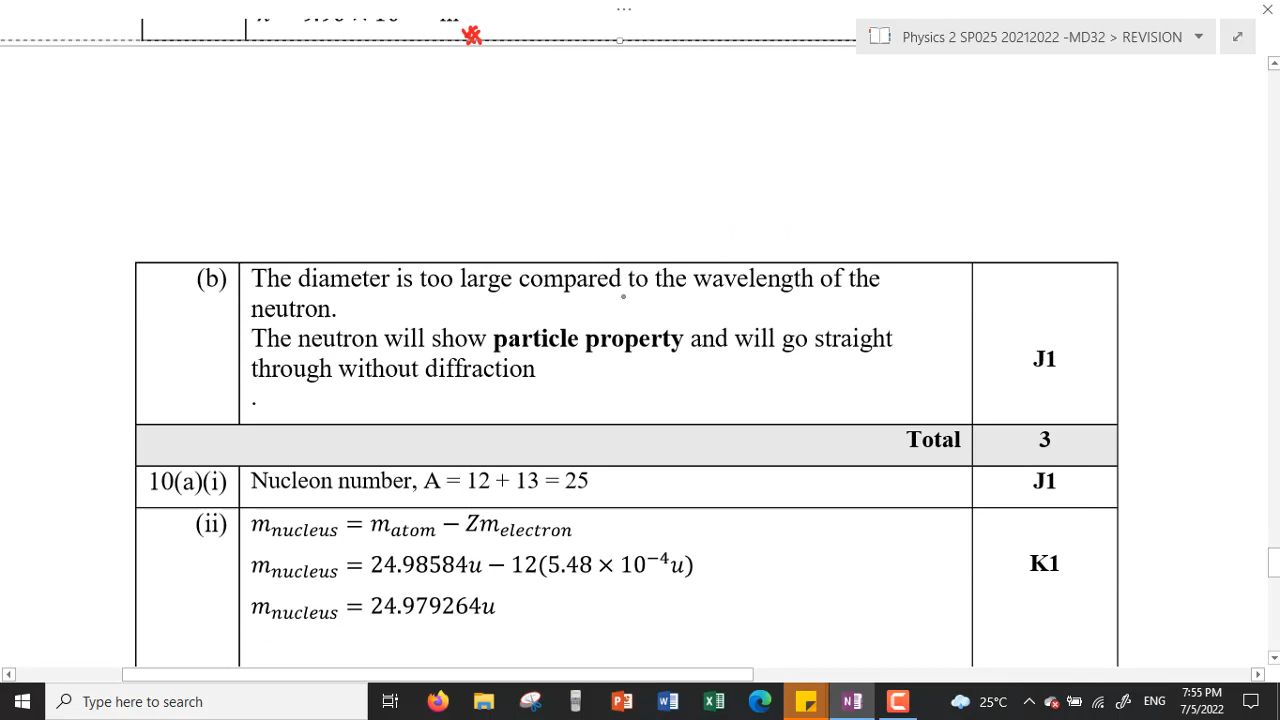 Physics 2 SP025 20212022 -MD32 > REVISION
(b) The diameter is too large compared to the wavelength of the
neutron.
The neutron will show particle property and will go straight
through without diffraction
.
J1
Total 3
10(a)(i) Nucleon number, A = 12 + 13 = 25 J1
(ii) m_nucleus = m_atom − Zm_electron
m_nucleus = 24.98584u − 12(5.48 × 10⁻⁴u) K1
m_nucleus = 24.979264u
Type here to search
25°C
ENG
7:55 PM
7/5/2022